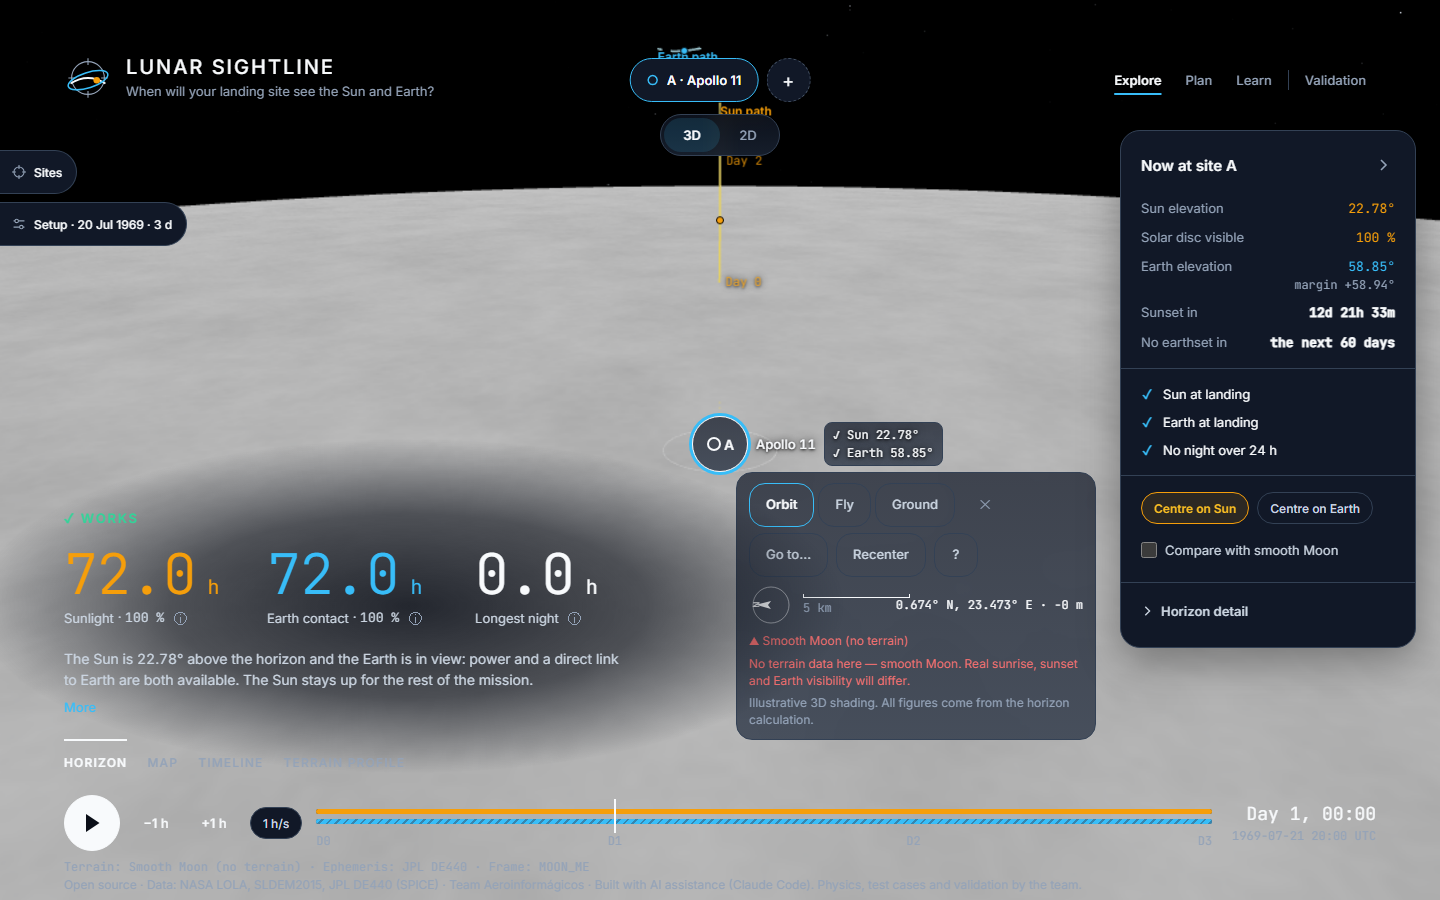 LUNAR SIGHTLINE
When will your landing site see the Sun and Earth?
Earth path
A · Apollo 11
+
Explore
Plan
Learn
Validation
Sun path
3D
2D
Day 2
Day 0
Sites
Setup · 20 Jul 1969 · 3 d
Now at site A
Sun elevation 22.78°
Solar disc visible 100 %
Earth elevation 58.85°
margin +58.94°
Sunset in 12d 21h 33m
No earthset in the next 60 days
✓ Sun at landing
✓ Earth at landing
✓ No night over 24 h
Centre on Sun
Centre on Earth
Compare with smooth Moon
Horizon detail
A
Apollo 11
✓ Sun 22.78°
✓ Earth 58.85°
Orbit
Fly
Ground
×
Go to...
Recenter
?
5 km
0.674° N, 23.473° E · -0 m
▲ Smooth Moon (no terrain)
No terrain data here — smooth Moon. Real sunrise, sunset
and Earth visibility will differ.
Illustrative 3D shading. All figures come from the horizon
calculation.
✓ WORKS
72.0 h
72.0 h
0.0 h
Sunlight · 100 %
Earth contact · 100 %
Longest night
The Sun is 22.78° above the horizon and the Earth is in view: power and a direct link
to Earth are both available. The Sun stays up for the rest of the mission.
More
HORIZON
MAP
TIMELINE
−1 h
+1 h
1 h/s
D0
D1
D2
D3
Day 1, 00:00
1969-07-21 20:00 UTC
Terrain: Smooth Moon (no terrain) · Ephemeris: JPL DE440 · Frame: MOON_ME
Open source · Data: NASA LOLA, SLDEM2015, JPL DE440 (SPICE) · Team Aeroinformágicos · Built with AI assistance (Claude Code). Physics, test cases and validation by the team.